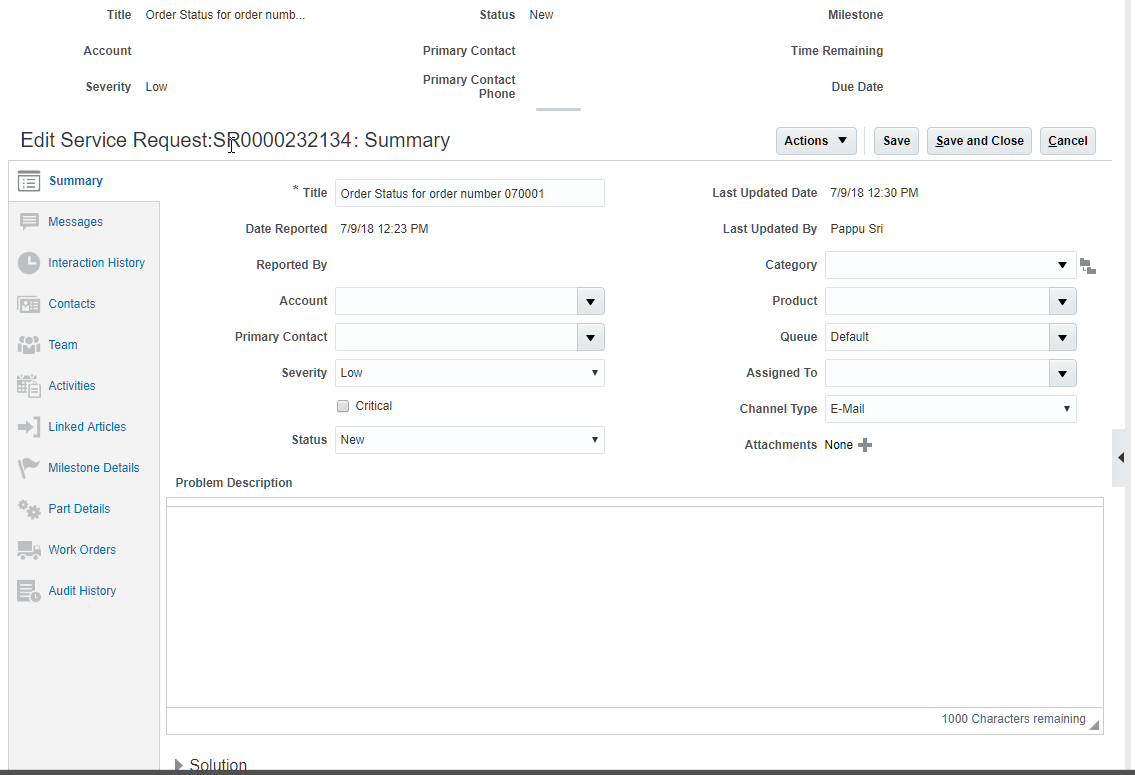 Title Order Status for order numb... Status New Milestone
Account Primary Contact Time Remaining
Severity Low Primary Contact Phone Due Date
Edit Service Request:SR0000232134: Summary Actions Save Save and Close Cancel
Summary
Messages
Interaction History
Contacts
Team
Activities
Linked Articles
Milestone Details
Part Details
Work Orders
Audit History
* Title Order Status for order number 070001
Date Reported 7/9/18 12:23 PM
Reported By
Account
Primary Contact
Severity Low
Critical
Status New
Last Updated Date 7/9/18 12:30 PM
Last Updated By Pappu Sri
Category
Product
Queue Default
Assigned To
Channel Type E-Mail
Attachments None
Problem Description
1000 Characters remaining
Solution